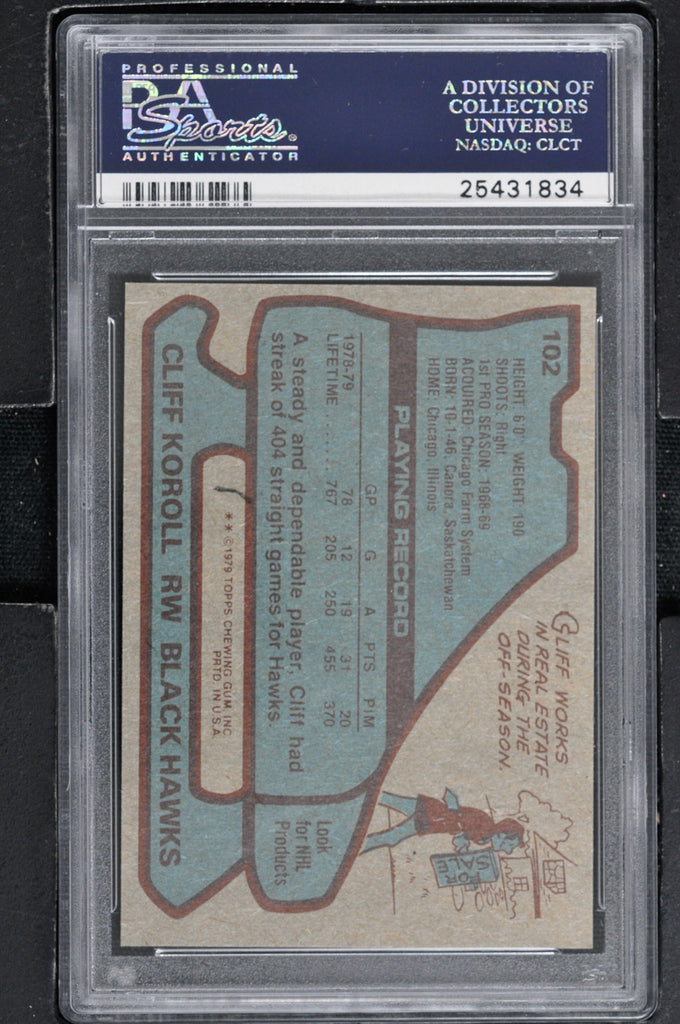 PROFESSIONAL
PSA
Sports
AUTHENTICATOR
A DIVISION OF
COLLECTORS
UNIVERSE
NASDAQ: CLCT
25431834
102
HEIGHT: 6'0" WEIGHT: 190
SHOOTS: Right
1st PRO SEASON: 1968-69
ACQUIRED: Chicago Farm System
BORN: 10-1-46, Canora, Saskatchewan
HOME: Chicago, Illinois
CLIFF WORKS
IN REAL ESTATE
DURING THE
OFF-SEASON.
FOR
SALE
PLAYING RECORD
GP G A PTS PIM
1978-79 78 12 19 31 20
LIFETIME ...... 767 205 250 455 370
A steady and dependable player, Cliff had
streak of 404 straight games for Hawks.
Look
for NHL
Products
** ©1979 TOPPS CHEWING GUM, INC.
PRTD. IN U.S.A.
CLIFF KOROLL RW BLACK HAWKS